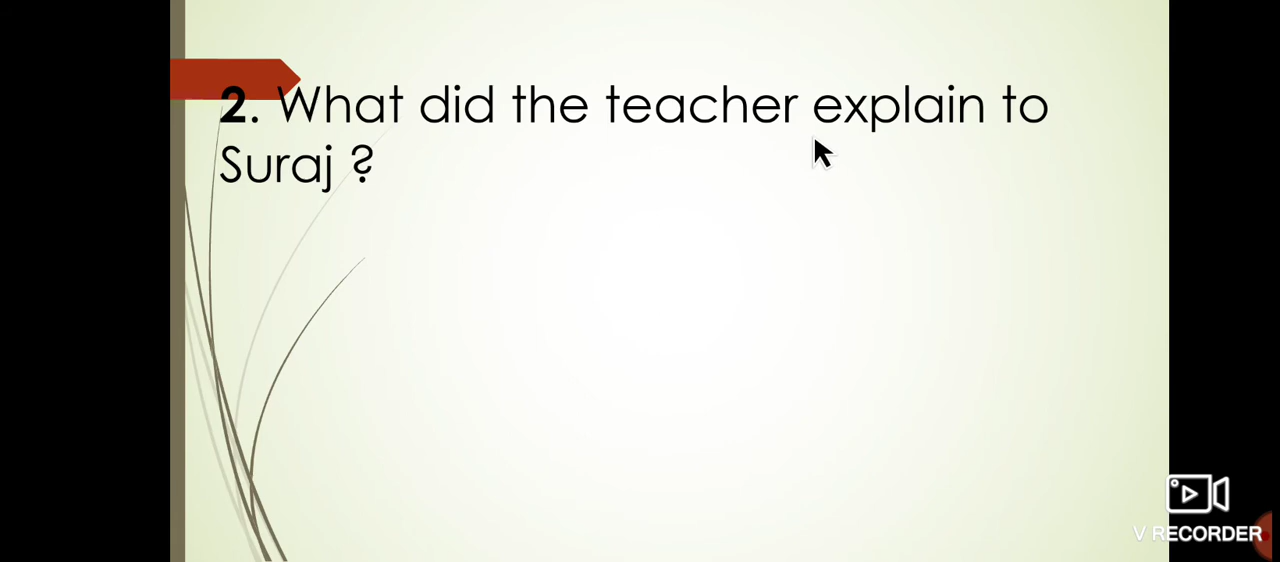 2. What did the teacher explain to
Suraj ?
V RECORDER